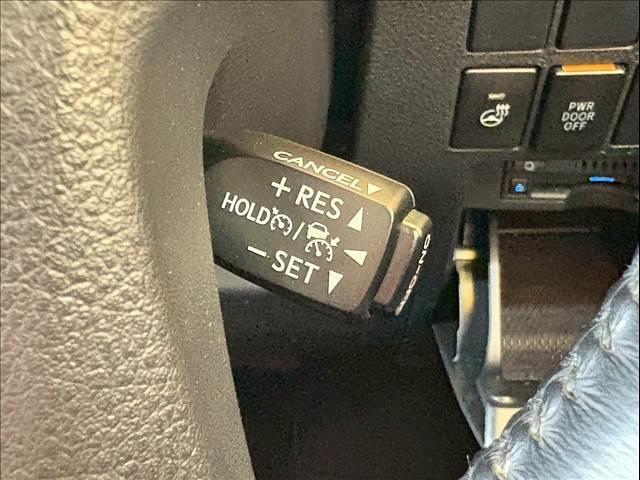 CANCEL
+ RES
HOLD /
– SET
ON-OFF
PWR
DOOR
OFF